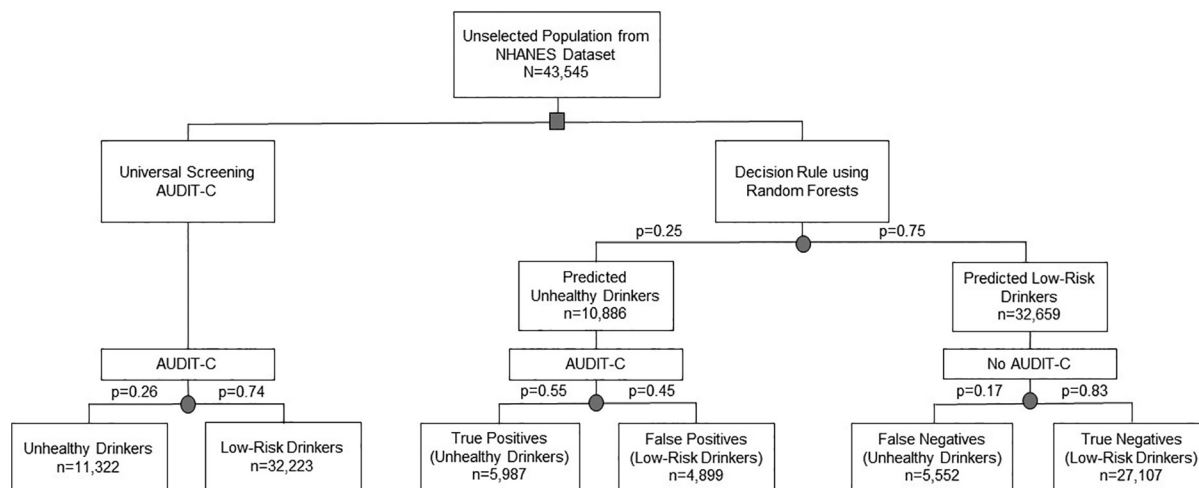 Unselected Population from
NHANES Dataset
N=43,545
Universal Screening
AUDIT-C
Decision Rule using
Random Forests
p=0.25
p=0.75
Predicted
Unhealthy Drinkers
n=10,886
Predicted Low-Risk
Drinkers
n=32,659
AUDIT-C
AUDIT-C
No AUDIT-C
p=0.26
p=0.74
p=0.55
p=0.45
p=0.17
p=0.83
Unhealthy Drinkers
n=11,322
Low-Risk Drinkers
n=32,223
True Positives
(Unhealthy Drinkers)
n=5,987
False Positives
(Low-Risk Drinkers)
n=4,899
False Negatives
(Unhealthy Drinkers)
n=5,552
True Negatives
(Low-Risk Drinkers)
n=27,107